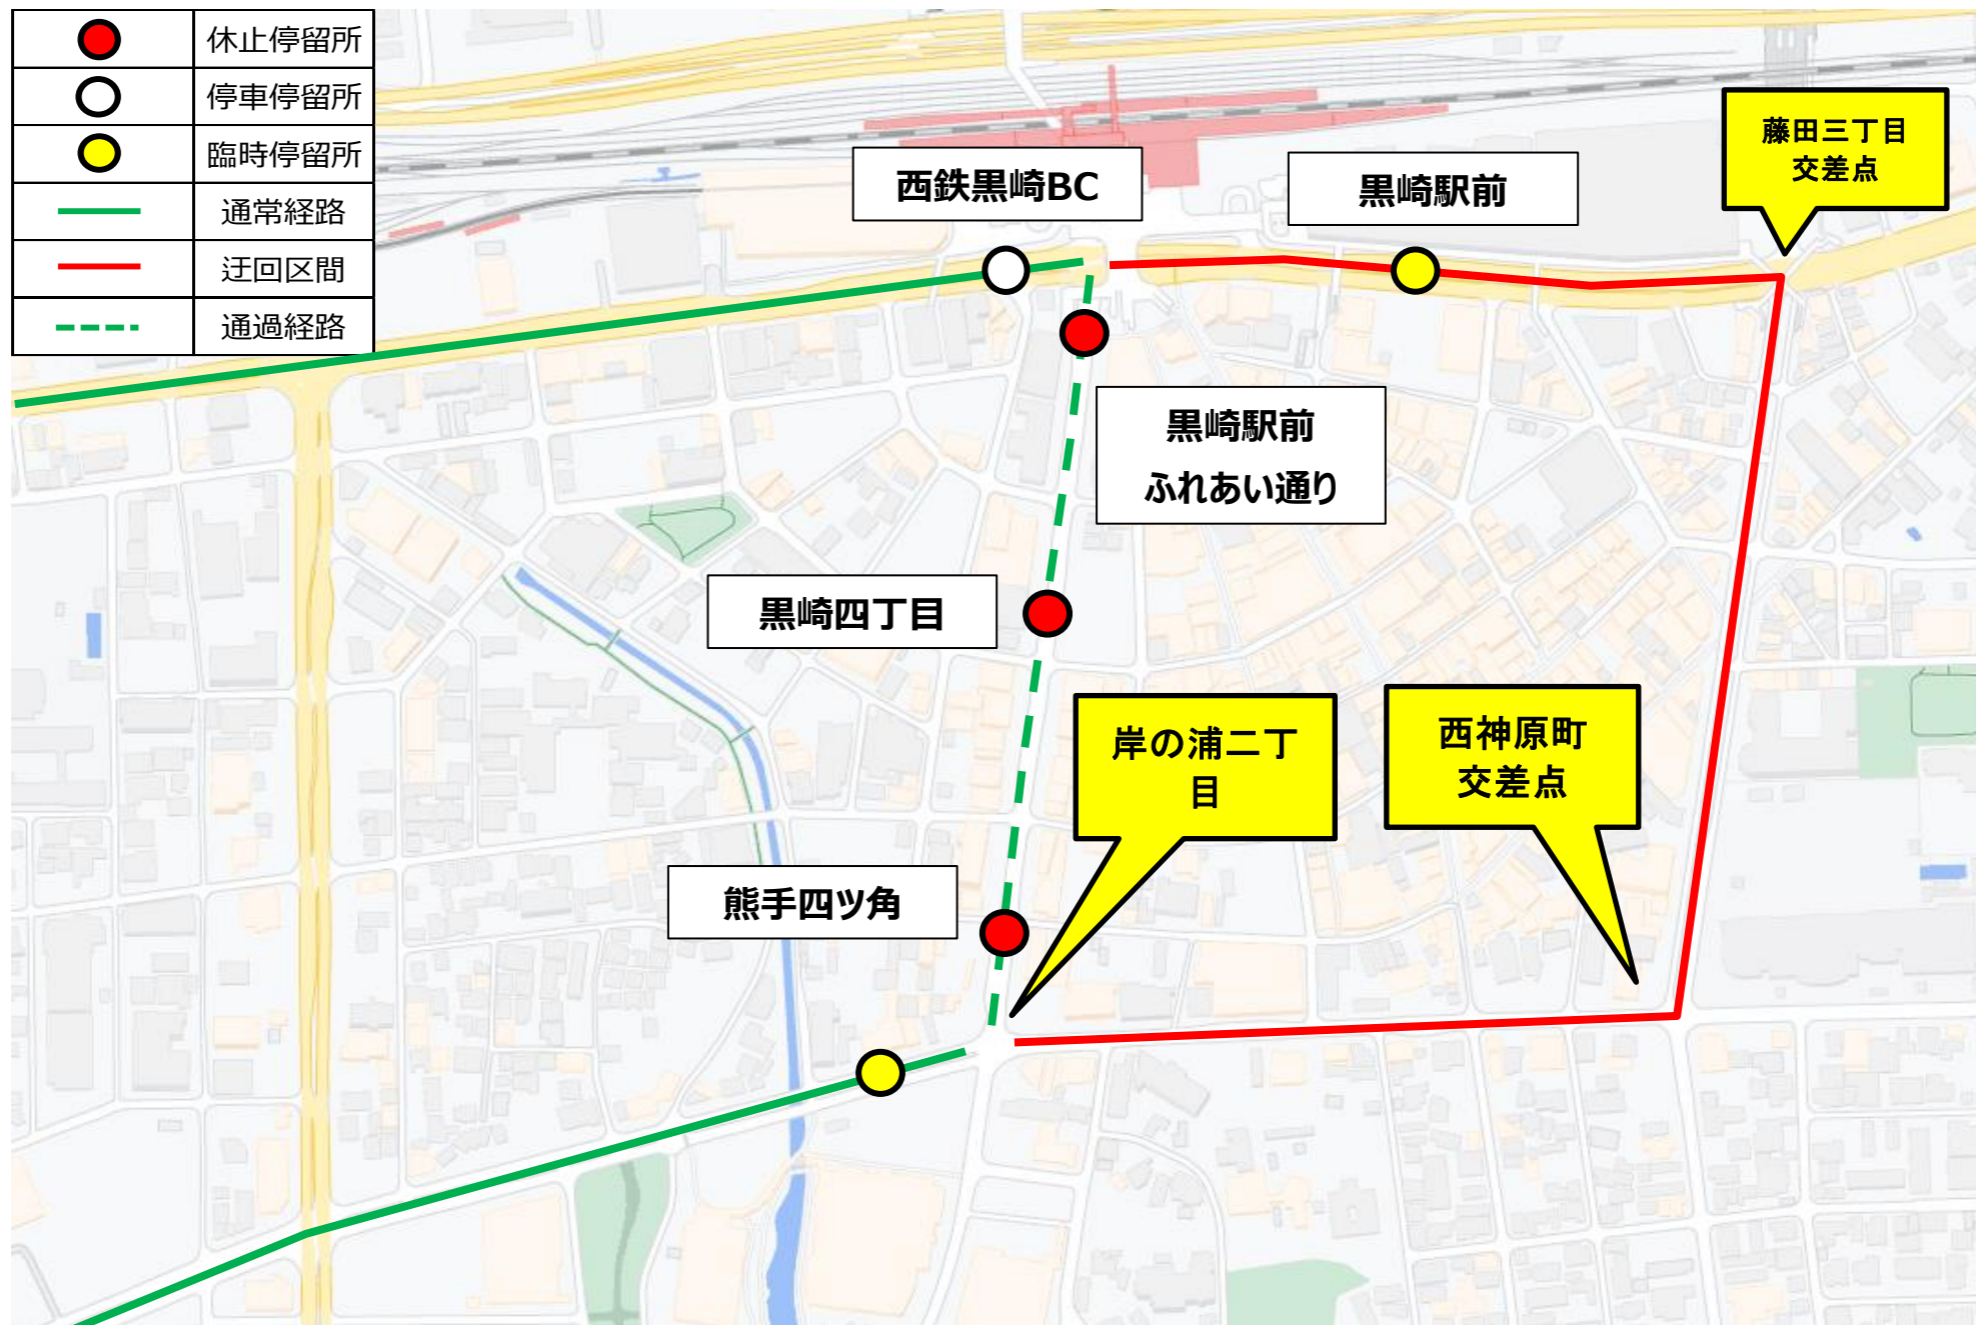 休止停留所
停車停留所
臨時停留所
通常経路
迂回区間
通過経路
西鉄黒崎BC
黒崎駅前
藤田三丁目
交差点
黒崎駅前
ふれあい通り
黒崎四丁目
岸の浦二丁
目
西神原町
交差点
熊手四ツ角